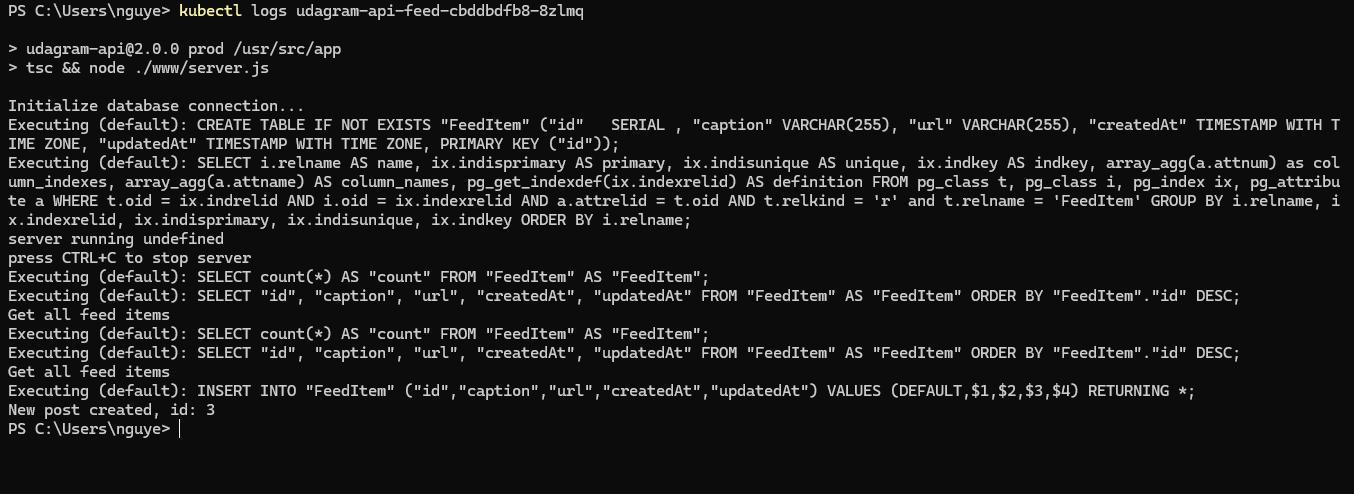 PS C:\Users\nguye> kubectl logs udagram-api-feed-cbddbdfb8-8zlmq
> udagram-api@2.0.0 prod /usr/src/app
> tsc && node ./www/server.js
Initialize database connection...
Executing (default): CREATE TABLE IF NOT EXISTS "FeedItem" ("id"   SERIAL , "caption" VARCHAR(255), "url" VARCHAR(255), "createdAt" TIMESTAMP WITH T
IME ZONE, "updatedAt" TIMESTAMP WITH TIME ZONE, PRIMARY KEY ("id"));
Executing (default): SELECT i.relname AS name, ix.indisprimary AS primary, ix.indisunique AS unique, ix.indkey AS indkey, array_agg(a.attnum) as col
umn_indexes, array_agg(a.attname) AS column_names, pg_get_indexdef(ix.indexrelid) AS definition FROM pg_class t, pg_class i, pg_index ix, pg_attribu
te a WHERE t.oid = ix.indrelid AND i.oid = ix.indexrelid AND a.attrelid = t.oid AND t.relkind = 'r' and t.relname = 'FeedItem' GROUP BY i.relname, i
x.indexrelid, ix.indisprimary, ix.indisunique, ix.indkey ORDER BY i.relname;
server running undefined
press CTRL+C to stop server
Executing (default): SELECT count(*) AS "count" FROM "FeedItem" AS "FeedItem";
Executing (default): SELECT "id", "caption", "url", "createdAt", "updatedAt" FROM "FeedItem" AS "FeedItem" ORDER BY "FeedItem"."id" DESC;
Get all feed items
Executing (default): SELECT count(*) AS "count" FROM "FeedItem" AS "FeedItem";
Executing (default): SELECT "id", "caption", "url", "createdAt", "updatedAt" FROM "FeedItem" AS "FeedItem" ORDER BY "FeedItem"."id" DESC;
Get all feed items
Executing (default): INSERT INTO "FeedItem" ("id","caption","url","createdAt","updatedAt") VALUES (DEFAULT,$1,$2,$3,$4) RETURNING *;
New post created, id: 3
PS C:\Users\nguye>